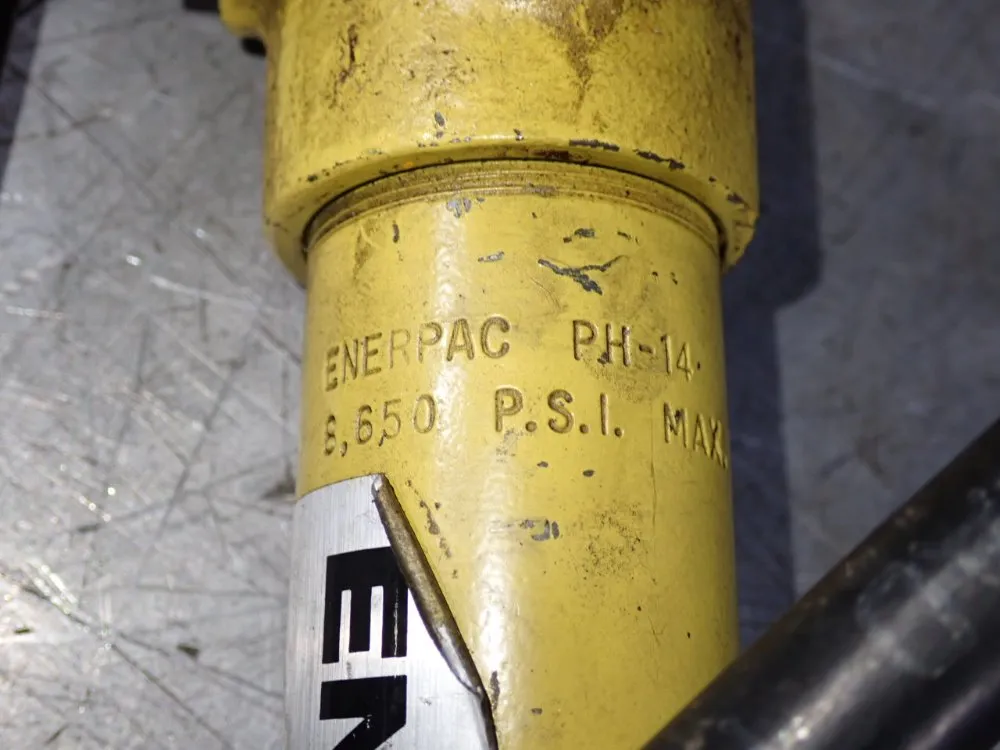 ENERPAC PH-14.
8,650 P.S.I. MAX.
EN